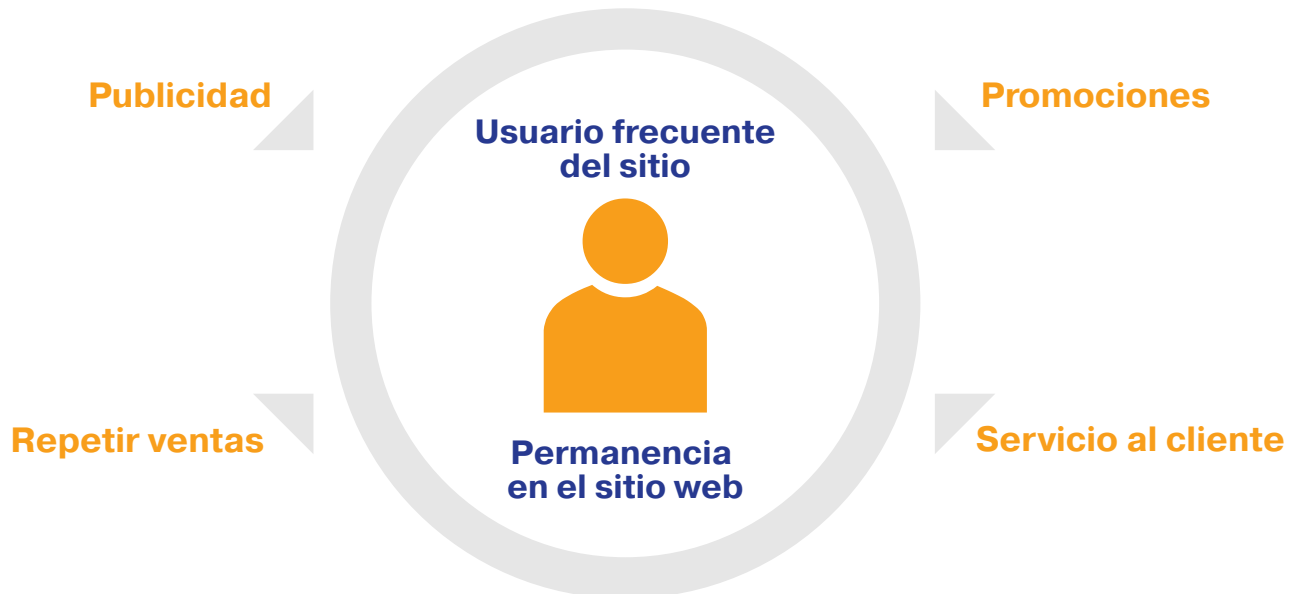 Publicidad
Promociones
Usuario frecuente
del sitio
Repetir ventas
Servicio al cliente
Permanencia
en el sitio web